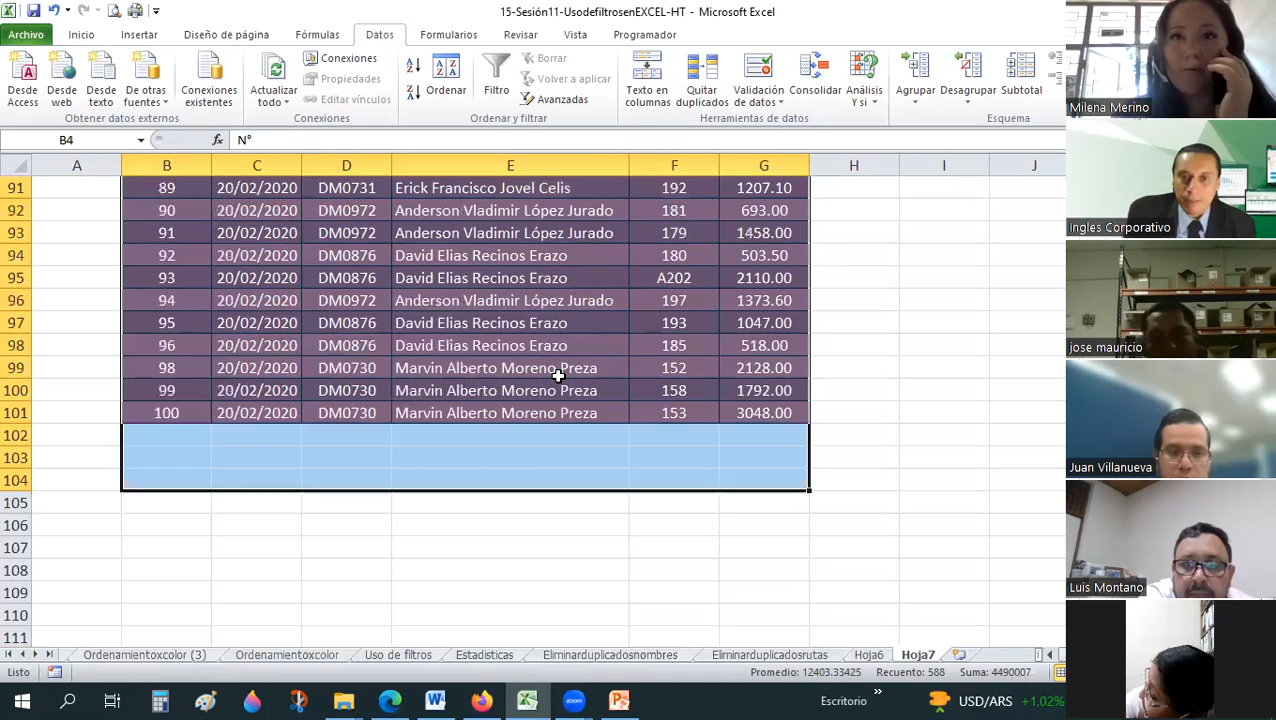 15-Sesión11-UsodefiltrosenEXCEL-HT - Microsoft Excel
Archivo Inicio Diseño Fórmulas
Desde Access
Desde web
Desde texto
De otras fuentes
Conexiones existentes
Obtener datos externos
Actualizar todo
Conexiones
Propiedades
Editar vínculos
Conexiones
Ordenar
Filtro
Borrar
Volver a aplicar
Avanzadas
Ordenar y filtrar
Texto en columnas
Quitar duplicados
Validación de datos
Consolidar
Análisis Y si
Herramientas de datos
Agrupar
Desagrupar
Subtotal
Esquema
B4 fx N°
A B C D E F G H I J
91 89 20/02/2020 DM0731 Erick Francisco Jovel Celis 192 1207.10
92 90 20/02/2020 DM0972 Anderson Vladimir López Jurado 181 693.00
93 91 20/02/2020 DM0972 Anderson Vladimir López Jurado 179 1458.00
94 92 20/02/2020 DM0876 David Elias Recinos Erazo 180 503.50
95 93 20/02/2020 DM0876 David Elias Recinos Erazo A202 2110.00
96 94 20/02/2020 DM0972 Anderson Vladimir López Jurado 197 1373.60
97 95 20/02/2020 DM0876 David Elias Recinos Erazo 193 1047.00
98 96 20/02/2020 DM0876 David Elias Recinos Erazo 185 518.00
99 98 20/02/2020 DM0730 Marvin Alberto Moreno Preza 126 2128.00
100 99 20/02/2020 DM0730 Marvin Alberto Moreno Preza 158 1792.00
101 100 20/02/2020 DM0730 Marvin Alberto Moreno Preza 153 3048.00
102
103
104
105
106
107
108
109
110
111
Ordenamientoxcolor (3) Ordenamientoxcolor Uso de filtros Estadistica Eliminarduplicadosnombres Eliminarduplicadosrutas Hoja6 Hoja7
Listo Promedio: 12403.33425 Recuento: 588 Suma: 4490007
Escritorio » USD/ARS +1,02%
Milena Merino
Ingles Corporativo
jose mauricio
Juan Villanueva
Luis Montano